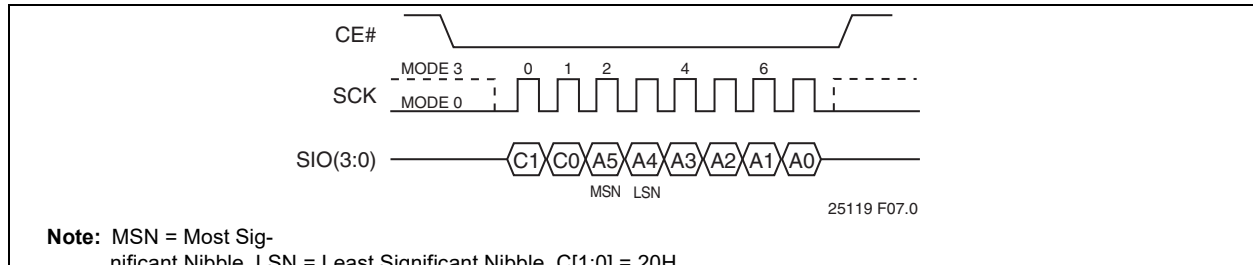 CE#
MODE 3 0 1 2 4 6
SCK
MODE 0
SIO(3:0) C1 C0 A5 A4 A3 A2 A1 A0
MSN LSN
25119 F07.0
Note: MSN = Most Sig-
nificant Nibble, LSN = Least Significant Nibble, C[1:0] = 20H